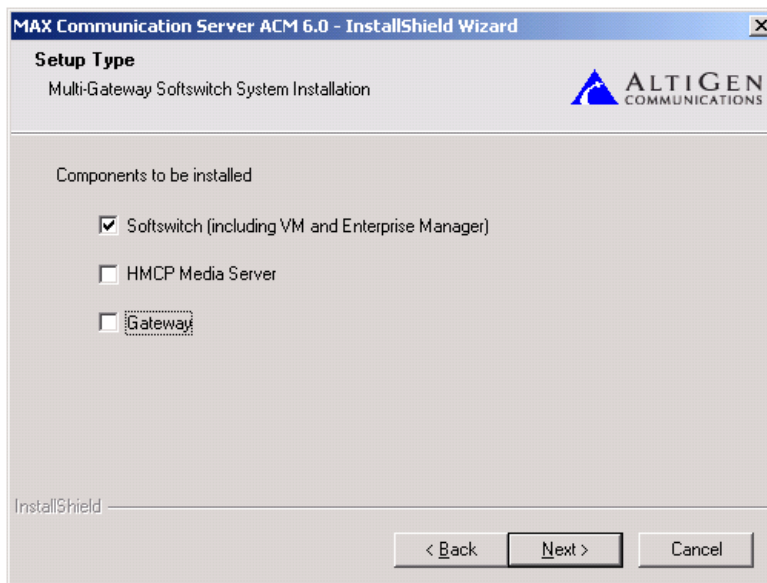 MAX Communication Server ACM 6.0 - InstallShield Wizard
Setup Type
Multi-Gateway Softswitch System Installation
ALTIGEN
COMMUNICATIONS
Components to be installed
Softswitch (including VM and Enterprise Manager)
HMCP Media Server
Gateway
InstallShield
< Back
Next >
Cancel